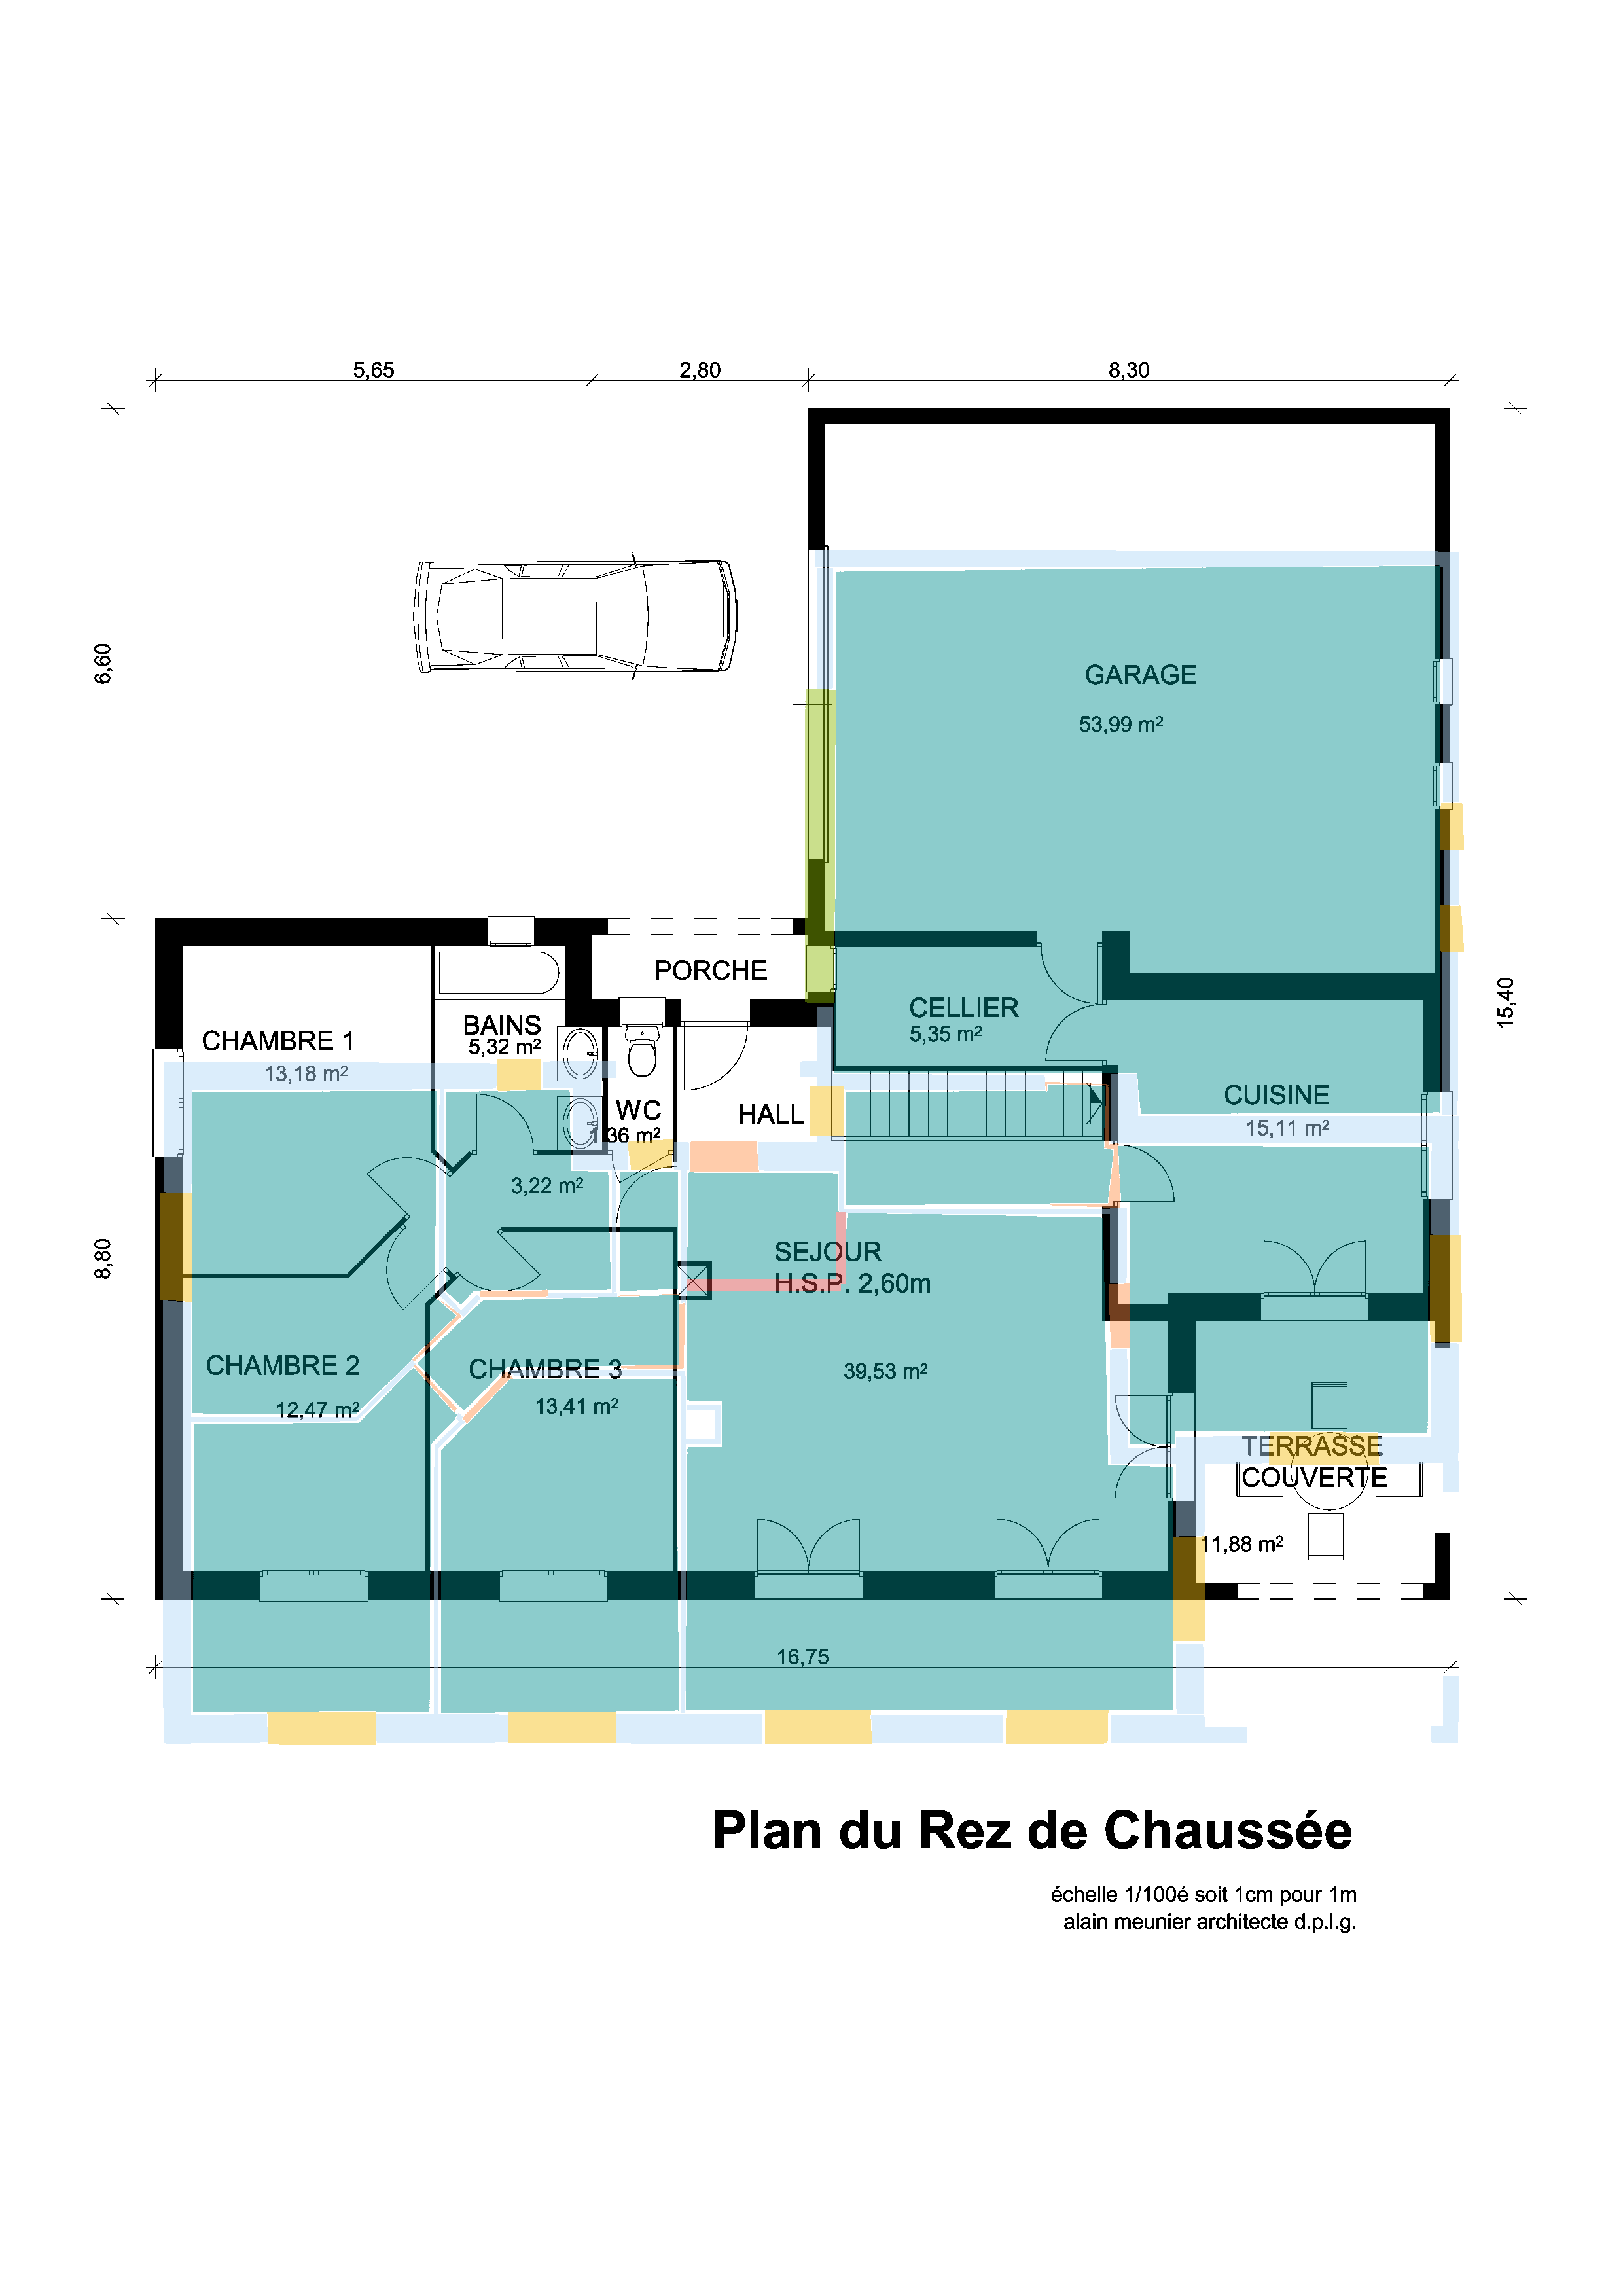 5,65
2,80
8,30
6,60
GARAGE
53,99 m²
PORCHE
CELLIER
5,35 m²
15,40
BAINS
5,32 m²
CHAMBRE 1
13,18 m²
WC
1,36 m²
HALL
CUISINE
15,11 m²
3,22 m²
8,80
SEJOUR
H.S.P. 2,60m
39,53 m²
CHAMBRE 2
12,47 m²
CHAMBRE 3
13,41 m²
TERRASSE
COUVERTE
11,88 m²
16,75
Plan du Rez de Chaussée
échelle 1/100é soit 1cm pour 1m
alain meunier architecte d.p.l.g.